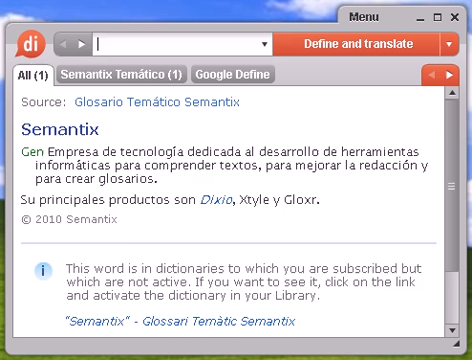 Menu
di
Define and translate
All (1)
Semantix Temático (1)
Google Define
Source: Glosario Temático Semantix
Semantix
Gen Empresa de tecnología dedicada al desarrollo de herramientas
informáticas para comprender textos, para mejorar la redacción y
para crear glosarios.
Su principales producto son Dixio, Xtyle y Gloxr.
© 2010 Semantix
i
This word is in dictionaries to which you are subscribed but
which are not active. If you want to see it, click on the link
and activate the dictionary in your Library.
"Semantix" - Glossari Temàtic Semantix